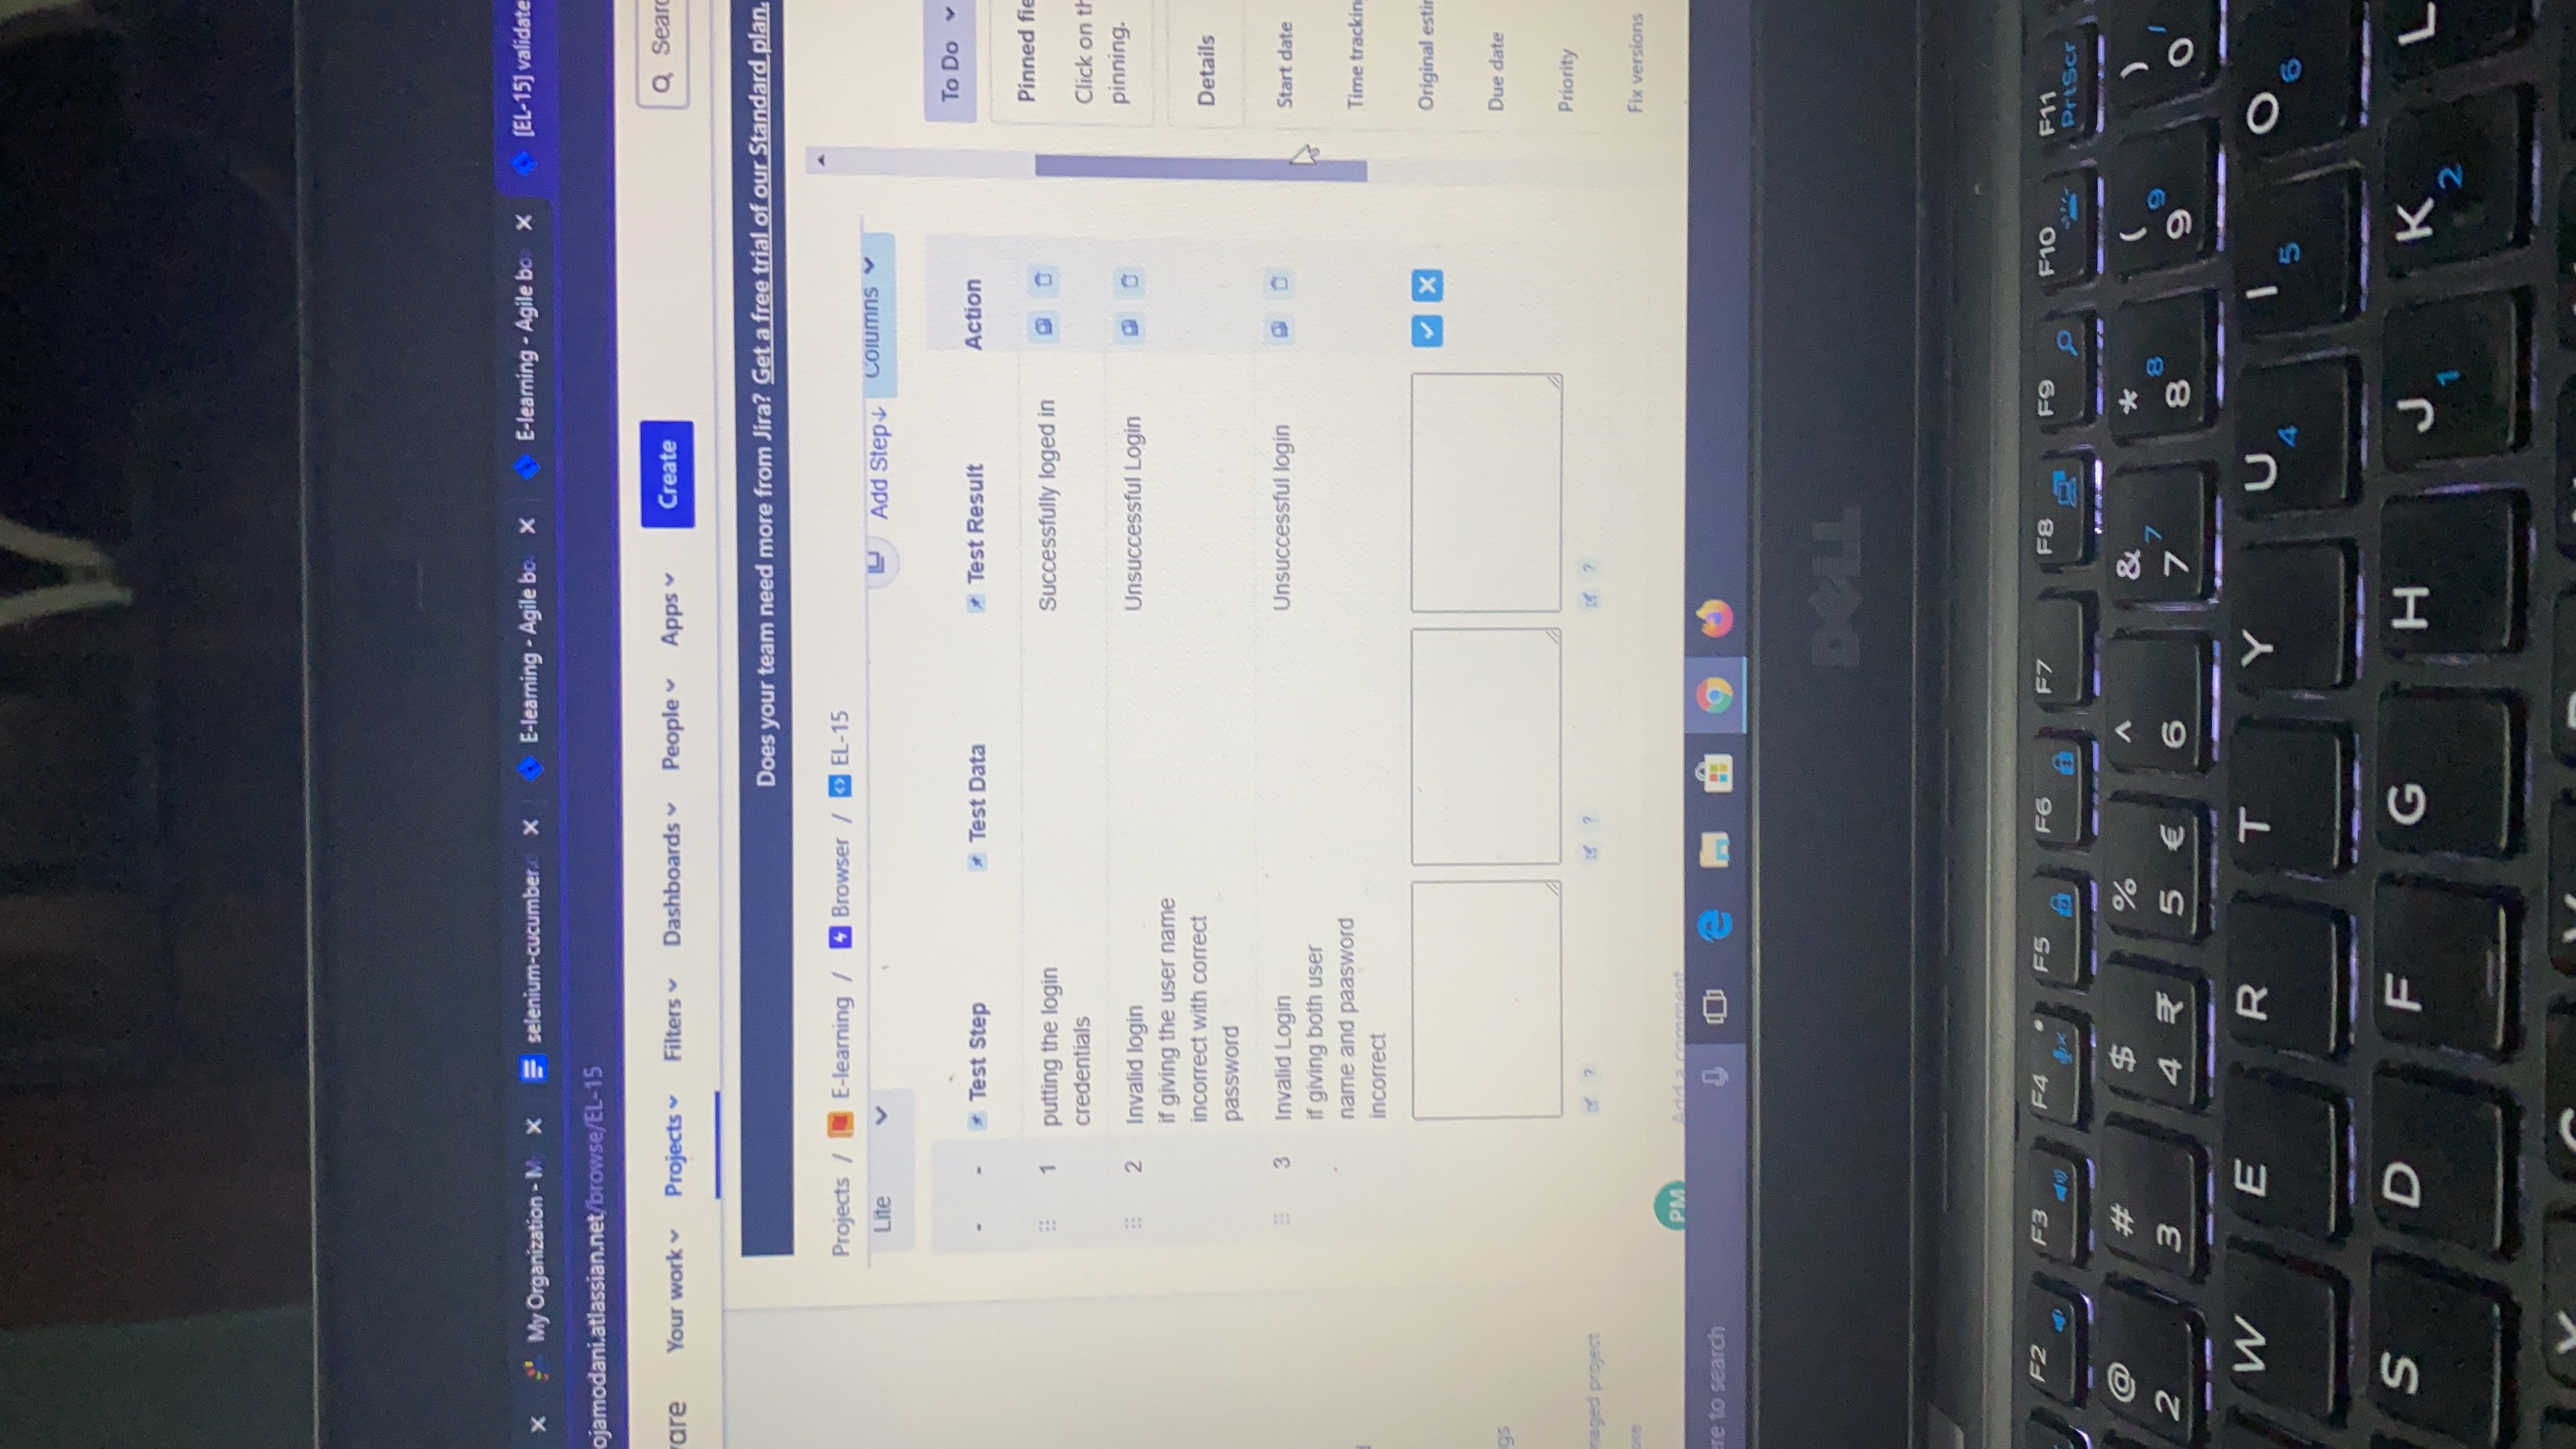 My Organization - M
selenium-cucumber.
E-learning - Agile bo
E-learning - Agile bo
[EL-15] validate
ojamodani.atlassian.net/browse/EL-15
Your work
Projects
Filters
Dashboards
People
Apps
Create
Does your team need more from Jira? Get a free trial of our Standard plan.
Projects / E-learning / Browser / EL-15
Lite
Add Step↓
Columns
To Do
- - Test Step Test Data Test Result Action
1 putting the login
credentials
Successfully loged in
2 Invalid login
if giving the user name
incorrect with correct
password
Unsuccessful Login
3 Invalid Login
if giving both user
name and paasword
incorrect
Unsuccessful login
? ? ?
Pinned fie
Click on th
pinning.
Details
Start date
Time trackin
Original estim
Due date
Priority
Fix versions
gs
naged project
PM
Add a comment
re to search
DELL
F2 F3 F4 F5 F6 F7 F8 F9 F10 F11
PrtScr
@ # $ % ^ & * ( )
2 3 4 ₹ 5 € 6 7 7 8 8 9 9 0 /
W E R T Y U 4 I 5 O 6
S D F G H J 1 K 2 L